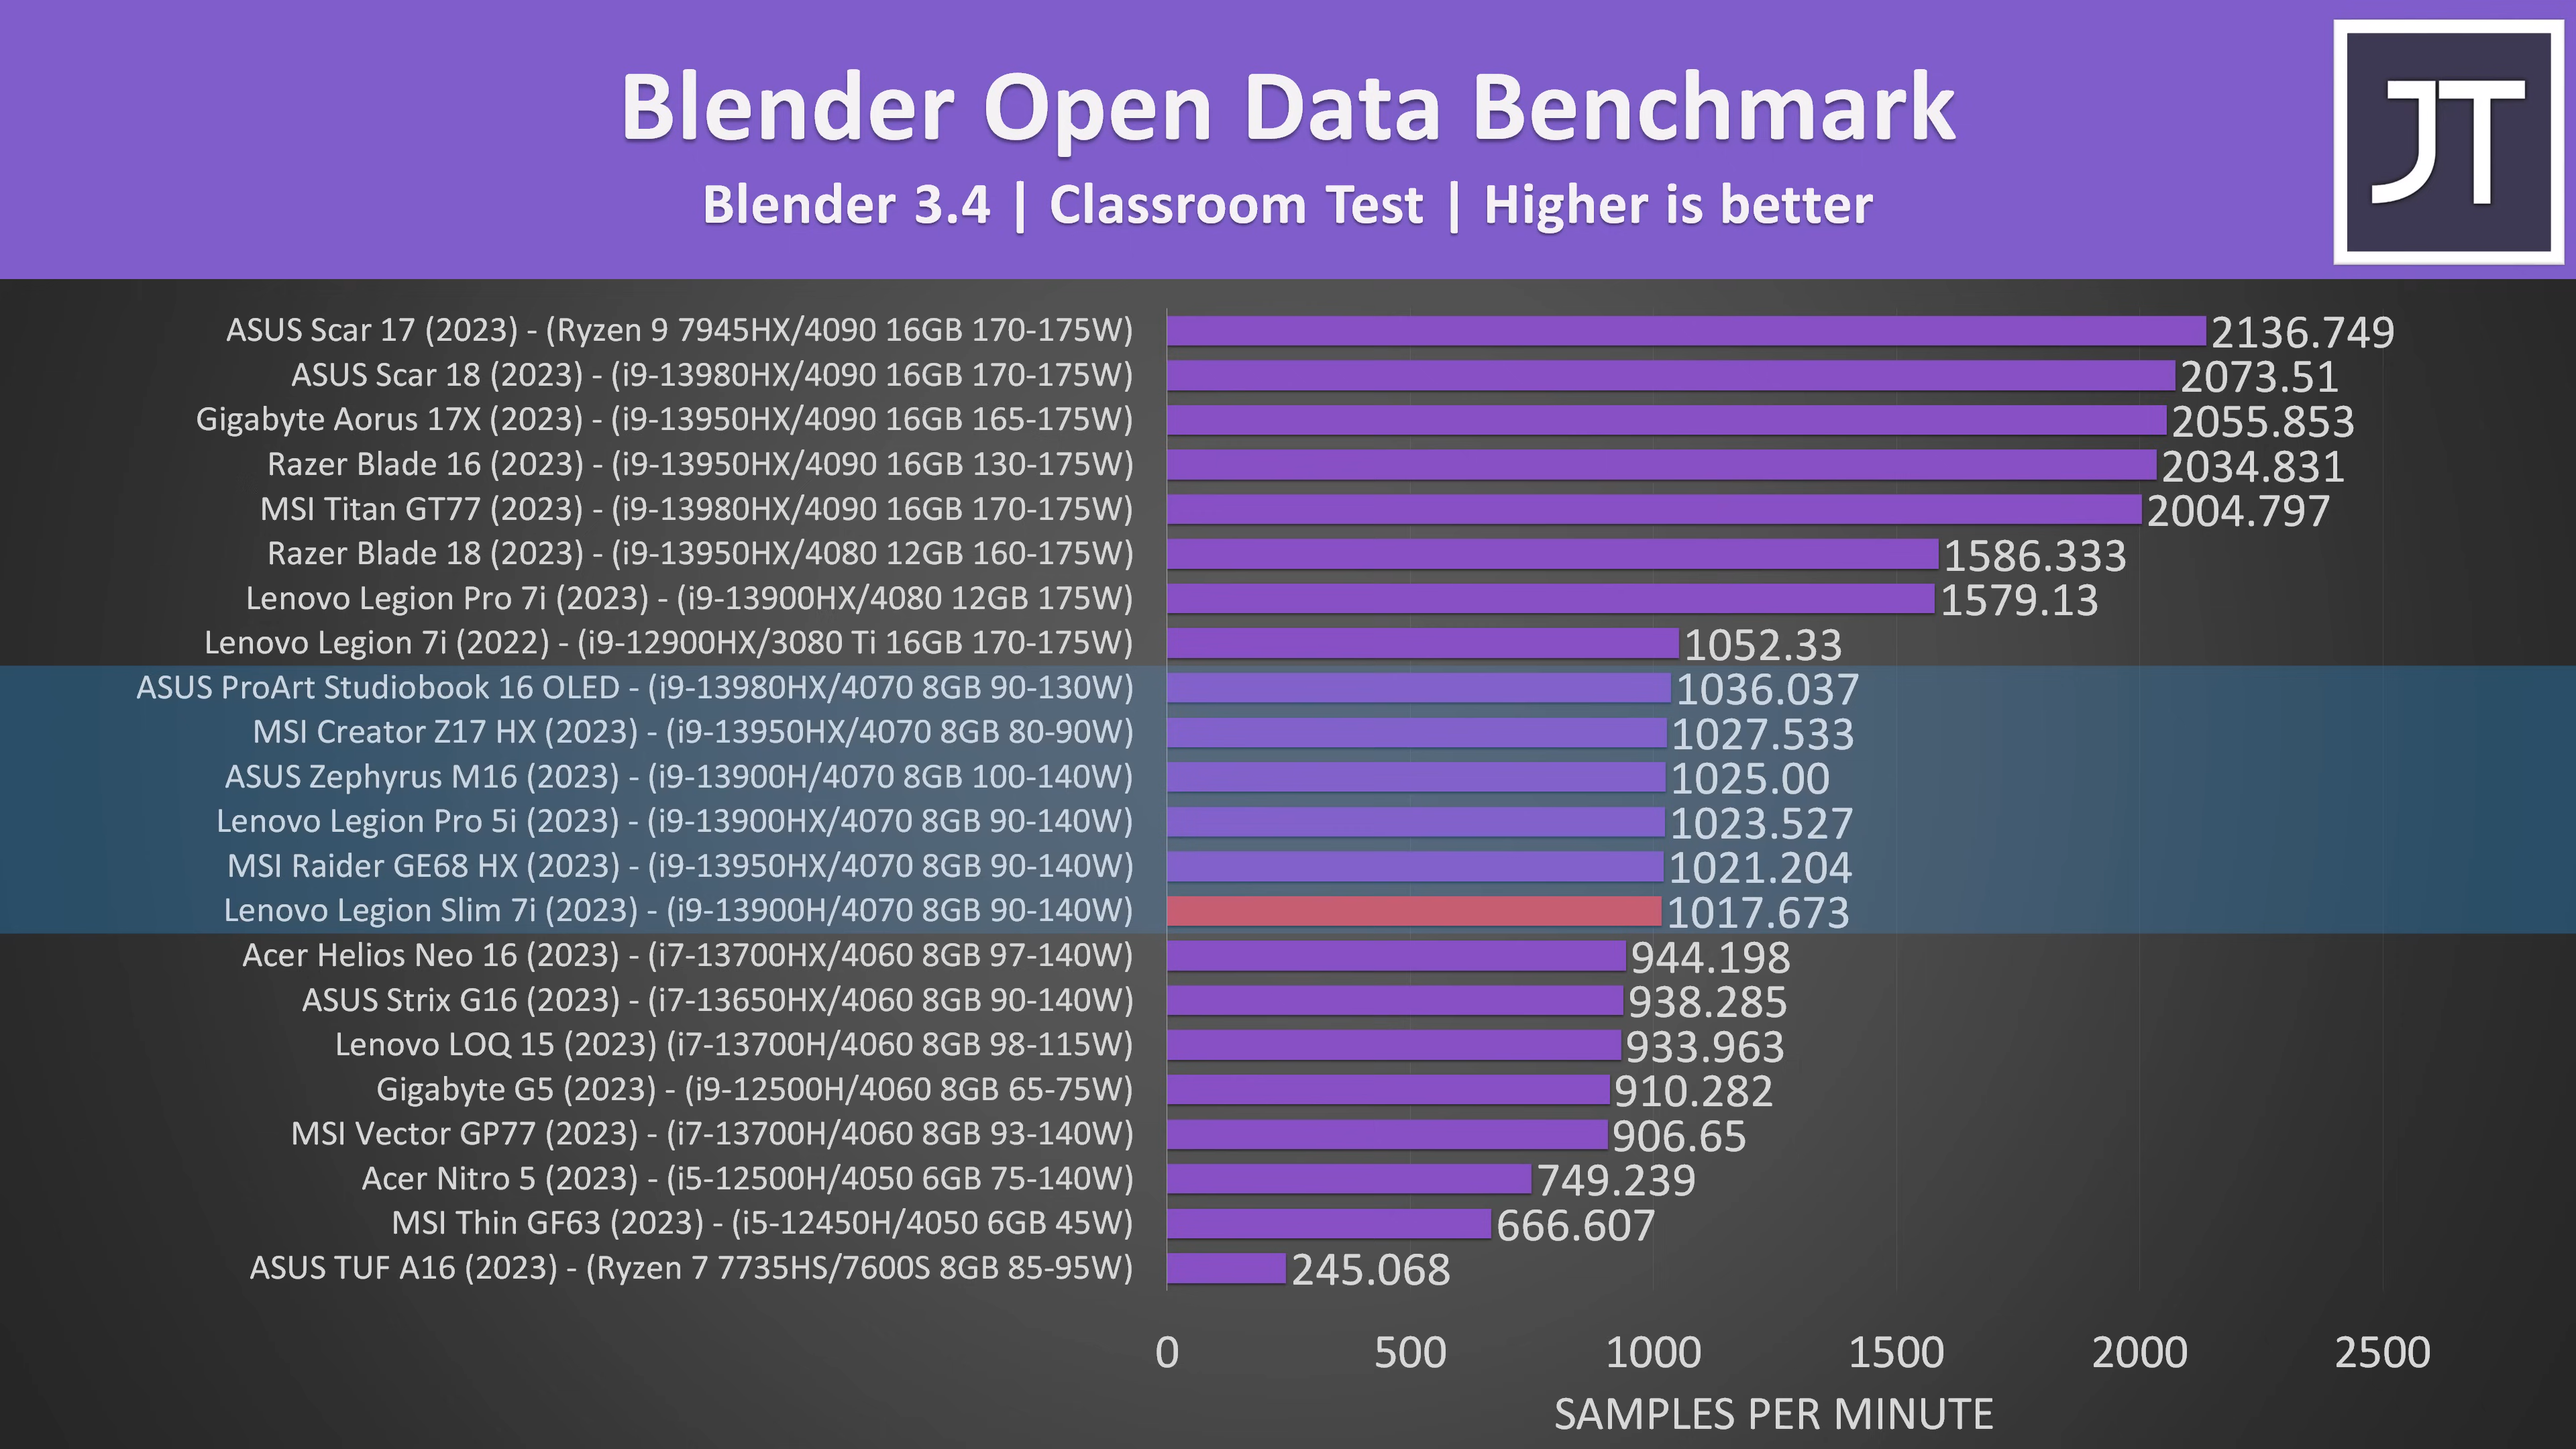 Blender Open Data Benchmark
Blender 3.4 | Classroom Test | Higher is better
JT
ASUS Scar 17 (2023) - (Ryzen 9 7945HX/4090 16GB 170-175W) 2136.749
ASUS Scar 18 (2023) - (i9-13980HX/4090 16GB 170-175W) 2073.51
Gigabyte Aorus 17X (2023) - (i9-13950HX/4090 16GB 165-175W) 2055.853
Razer Blade 16 (2023) - (i9-13950HX/4090 16GB 130-175W) 2034.831
MSI Titan GT77 (2023) - (i9-13980HX/4090 16GB 170-175W) 2004.797
Razer Blade 18 (2023) - (i9-13950HX/4080 12GB 160-175W) 1586.333
Lenovo Legion Pro 7i (2023) - (i9-13900HX/4080 12GB 175W) 1579.13
Lenovo Legion 7i (2022) - (i9-12900HX/3080 Ti 16GB 170-175W) 1052.33
ASUS ProArt Studiobook 16 OLED - (i9-13980HX/4070 8GB 90-130W) 1036.037
MSI Creator Z17 HX (2023) - (i9-13950HX/4070 8GB 80-90W) 1027.533
ASUS Zephyrus M16 (2023) - (i9-13900H/4070 8GB 100-140W) 1025.00
Lenovo Legion Pro 5i (2023) - (i9-13900HX/4070 8GB 90-140W) 1023.527
MSI Raider GE68 HX (2023) - (i9-13950HX/4070 8GB 90-140W) 1021.204
Lenovo Legion Slim 7i (2023) - (i9-13900H/4070 8GB 90-140W) 1017.673
Acer Helios Neo 16 (2023) - (i7-13700HX/4060 8GB 97-140W) 944.198
ASUS Strix G16 (2023) - (i7-13650HX/4060 8GB 90-140W) 938.285
Lenovo LOQ 15 (2023) (i7-13700H/4060 8GB 98-115W) 933.963
Gigabyte G5 (2023) - (i9-12500H/4060 8GB 65-75W) 910.282
MSI Vector GP77 (2023) - (i7-13700H/4060 8GB 93-140W) 906.65
Acer Nitro 5 (2023) - (i5-12500H/4050 6GB 75-140W) 749.239
MSI Thin GF63 (2023) - (i5-12450H/4050 6GB 45W) 666.607
ASUS TUF A16 (2023) - (Ryzen 7 7735HS/7600S 8GB 85-95W) 245.068
0 500 1000 1500 2000 2500
SAMPLES PER MINUTE